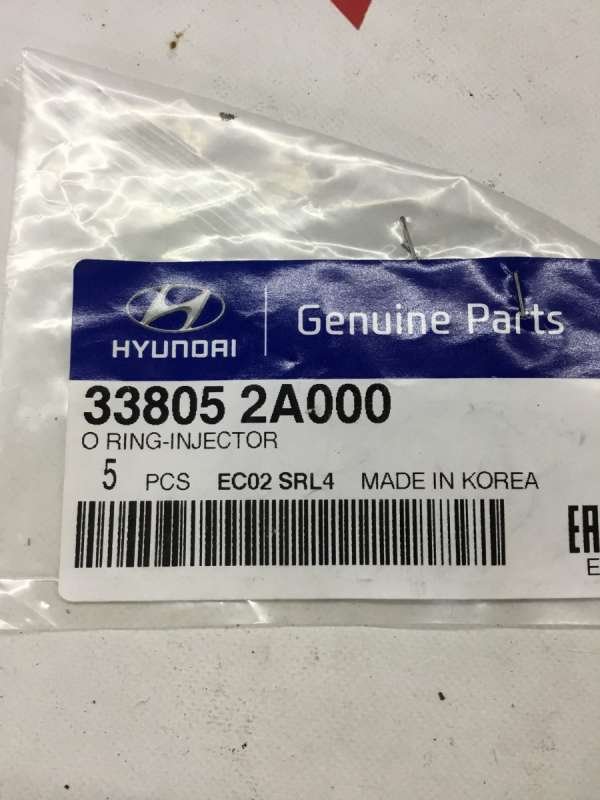 HYUNDAI
Genuine Parts
33805 2A000
O RING-INJECTOR
5 PCS EC02 SRL4 MADE IN KOREA